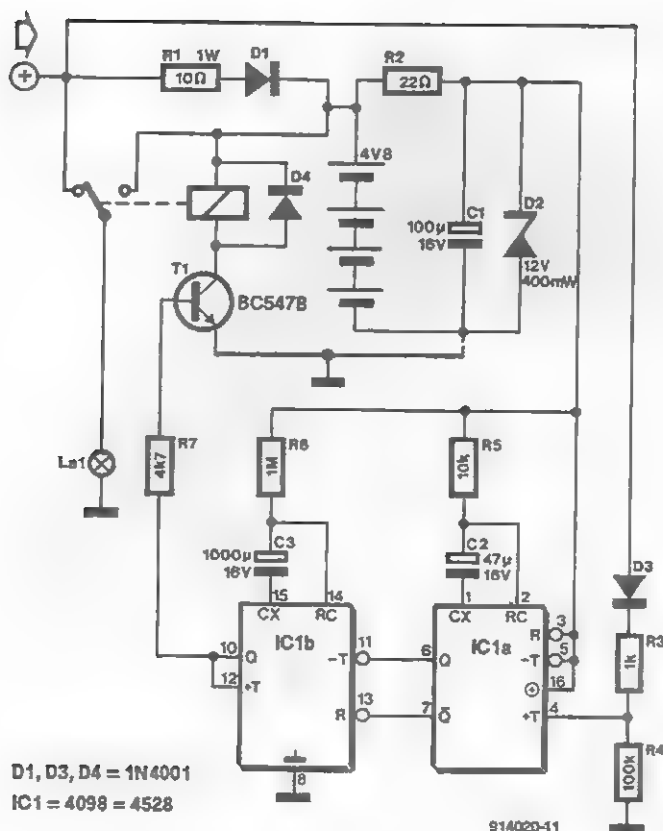 +
R1 1W
10Ω
D1
R2
22Ω
D4
4V8
C1
100µ
16V
D2
12V
400mW
T1
BC547B
R7
4k7
La1
R6
1M
R5
10k
C3
1000µ
16V
C2
47µ
16V
D3
R3
1k
R4
100k
15
14
CX
RC
IC1b
10
Q
12
+T
11
-T
13
R
8
1
2
CX
RC
IC1a
6
Q
7
Q̅
R
3
-T
5
+
16
+T
4
D1, D3, D4 = 1N4001
IC1 = 4098 = 4528
914020-11